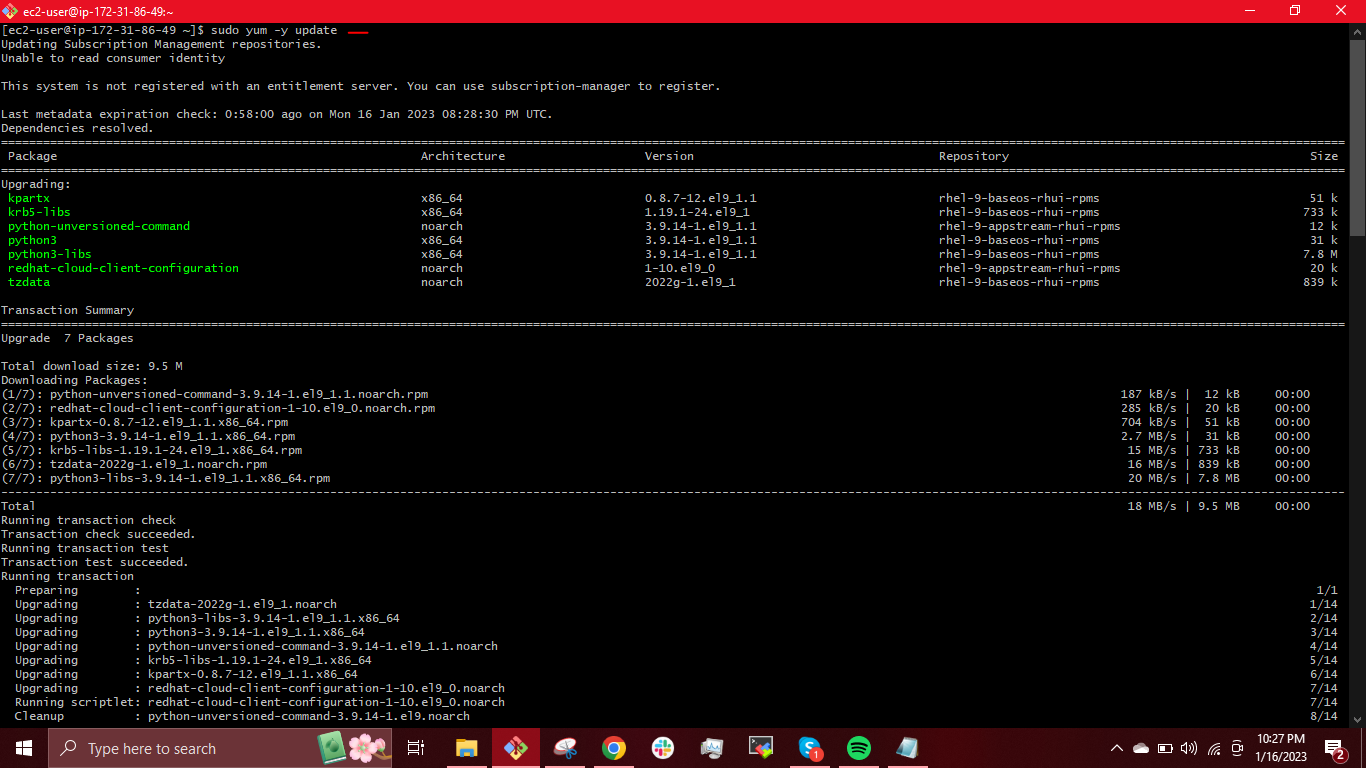 ec2-user@ip-172-31-86-49:~
[ec2-user@ip-172-31-86-49 ~]$ sudo yum -y update
Updating Subscription Management repositories.
Unable to read consumer identity
This system is not registered with an entitlement server. You can use subscription-manager to register.
Last metadata expiration check: 0:58:00 ago on Mon 16 Jan 2023 08:28:30 PM UTC.
Dependencies resolved.
Package Architecture Version Repository Size
Upgrading:
kpartx x86_64 0.8.7-12.el9_1.1 rhel-9-baseos-rhui-rpms 51 k
krb5-libs x86_64 1.19.1-24.el9_1 rhel-9-baseos-rhui-rpms 733 k
python-unversioned-command noarch 3.9.14-1.el9_1.1 rhel-9-appstream-rhui-rpms 12 k
python3 x86_64 3.9.14-1.el9_1.1 rhel-9-baseos-rhui-rpms 31 k
python3-libs x86_64 3.9.14-1.el9_1.1 rhel-9-baseos-rhui-rpms 7.8 M
redhat-cloud-client-configuration noarch 1-10.el9_0 rhel-9-appstream-rhui-rpms 20 k
tzdata noarch 2022g-1.el9_1 rhel-9-baseos-rhui-rpms 839 k
Transaction Summary
Upgrade 7 Packages
Total download size: 9.5 M
Downloading Packages:
(1/7): python-unversioned-command-3.9.14-1.el9_1.1.noarch.rpm 187 kB/s | 12 kB 00:00
(2/7): redhat-cloud-client-configuration-1-10.el9_0.noarch.rpm 285 kB/s | 20 kB 00:00
(3/7): kpartx-0.8.7-12.el9_1.1.x86_64.rpm 704 kB/s | 51 kB 00:00
(4/7): python3-3.9.14-1.el9_1.1.x86_64.rpm 2.7 MB/s | 31 kB 00:00
(5/7): krb5-libs-1.19.1-24.el9_1.x86_64.rpm 15 MB/s | 733 kB 00:00
(6/7): tzdata-2022g-1.el9_1.noarch.rpm 16 MB/s | 839 kB 00:00
(7/7): python3-libs-3.9.14-1.el9_1.1.x86_64.rpm 20 MB/s | 7.8 MB 00:00
Total 18 MB/s | 9.5 MB 00:00
Running transaction check
Transaction check succeeded.
Running transaction test
Transaction test succeeded.
Running transaction
Preparing : 1/1
Upgrading : tzdata-2022g-1.el9_1.noarch 1/14
Upgrading : python3-libs-3.9.14-1.el9_1.1.x86_64 2/14
Upgrading : python3-3.9.14-1.el9_1.1.x86_64 3/14
Upgrading : python-unversioned-command-3.9.14-1.el9_1.1.noarch 4/14
Upgrading : krb5-libs-1.19.1-24.el9_1.x86_64 5/14
Upgrading : kpartx-0.8.7-12.el9_1.1.x86_64 6/14
Upgrading : redhat-cloud-client-configuration-1-10.el9_0.noarch 7/14
Running scriptlet: redhat-cloud-client-configuration-1-10.el9_0.noarch 7/14
Cleanup : python-unversioned-command-3.9.14-1.el9.noarch 8/14
Type here to search
1
10:27 PM
1/16/2023
2